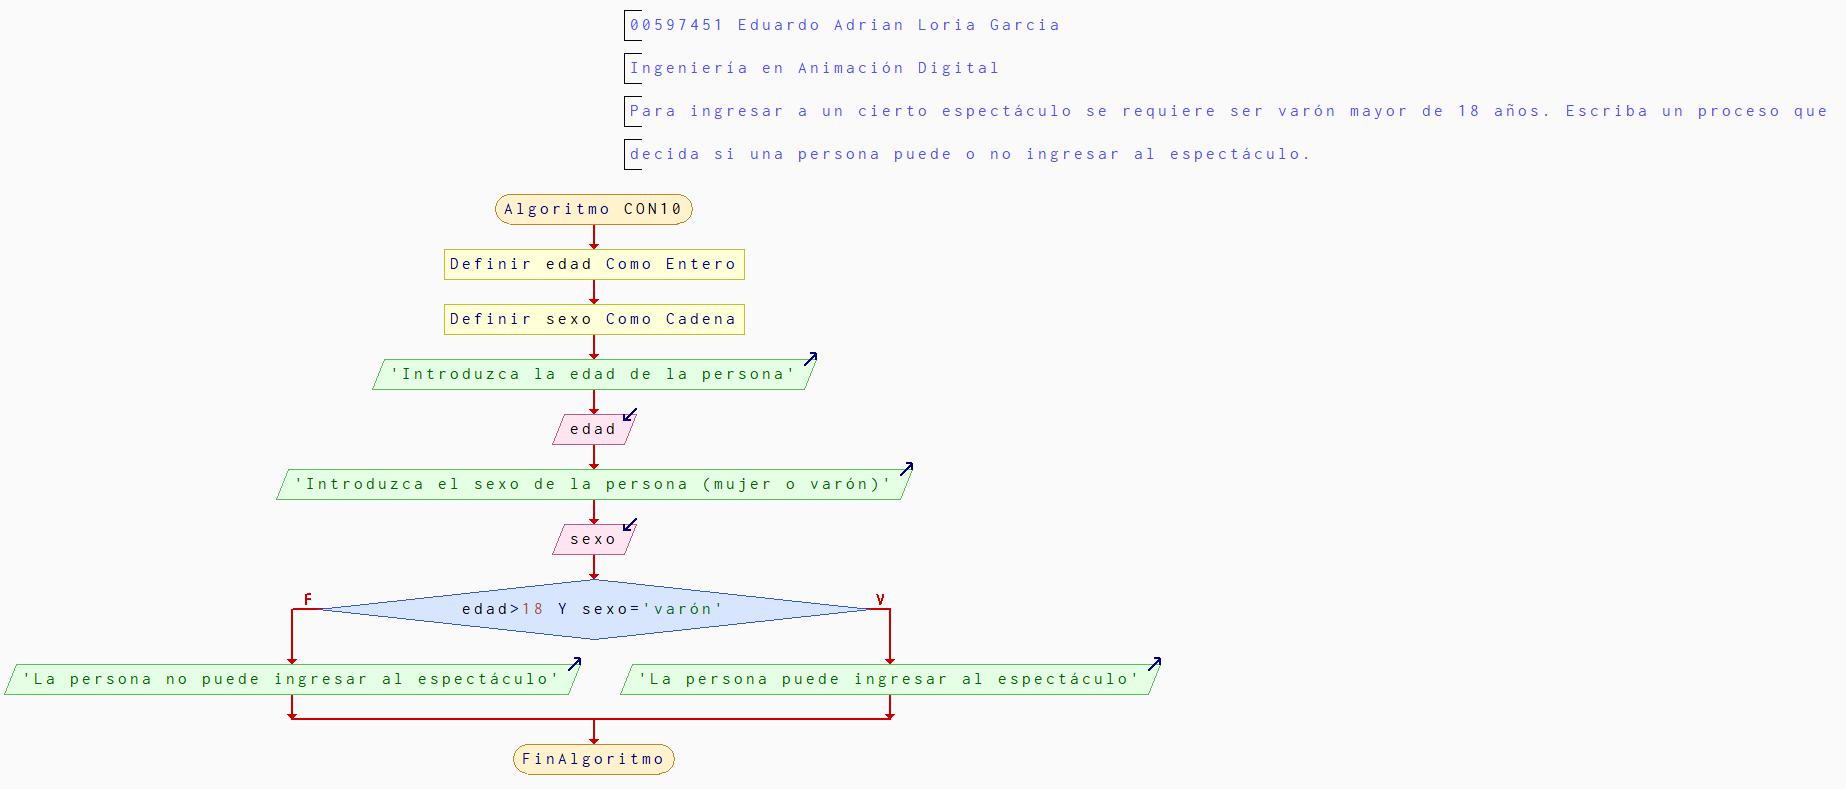 00597451 Eduardo Adrian Loria Garcia
Ingeniería en Animación Digital
Para ingresar a un cierto espectáculo se requiere ser varón mayor de 18 años. Escriba un proceso que
decida si una persona puede o no ingresar al espectáculo.
Algoritmo CON10
Definir edad Como Entero
Definir sexo Como Cadena
'Introduzca la edad de la persona'
edad
'Introduzca el sexo de la persona (mujer o varón)'
sexo
F
edad>18 Y sexo='varón'
V
'La persona no puede ingresar al espectáculo'
'La persona puede ingresar al espectáculo'
FinAlgoritmo